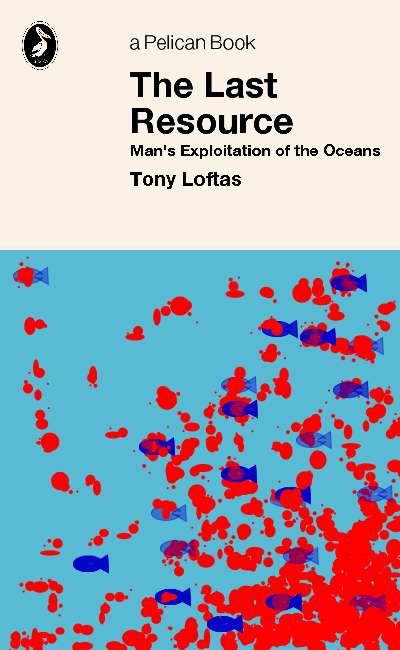 a Pelican Book
The Last
Resource
Man's Exploitation of the Oceans
Tony Loftas